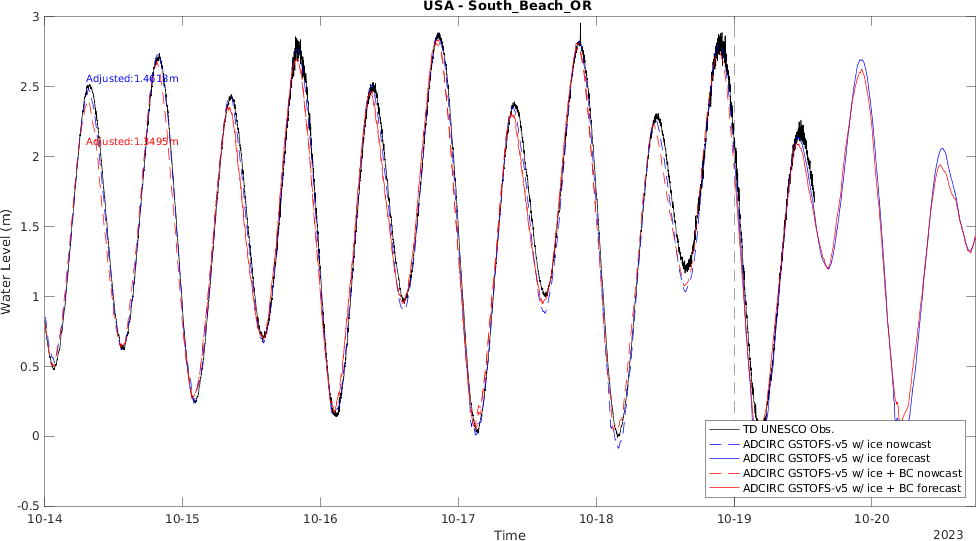 USA - South_Beach_OR
3
2.5
2
1.5
1
0.5
0
-0.5
Water Level (m)
Adjusted:1.4613m
Adjusted:1.3495m
TD UNESCO Obs.
ADCIRC GSTOFS-v5 w/ ice nowcast
ADCIRC GSTOFS-v5 w/ ice forecast
ADCIRC GSTOFS-v5 w/ ice + BC nowcast
ADCIRC GSTOFS-v5 w/ ice + BC forecast
10-14 10-15 10-16 10-17 10-18 10-19 10-20
Time
2023